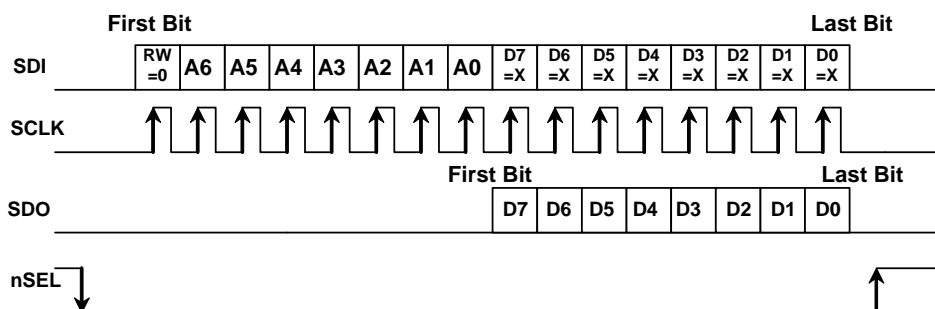 First Bit Last Bit
SDI RW =0 A6 A5 A4 A3 A2 A1 A0 D7 =X D6 =X D5 =X D4 =X D3 =X D2 =X D1 =X D0 =X
SCLK
First Bit Last Bit
SDO D7 D6 D5 D4 D3 D2 D1 D0
nSEL